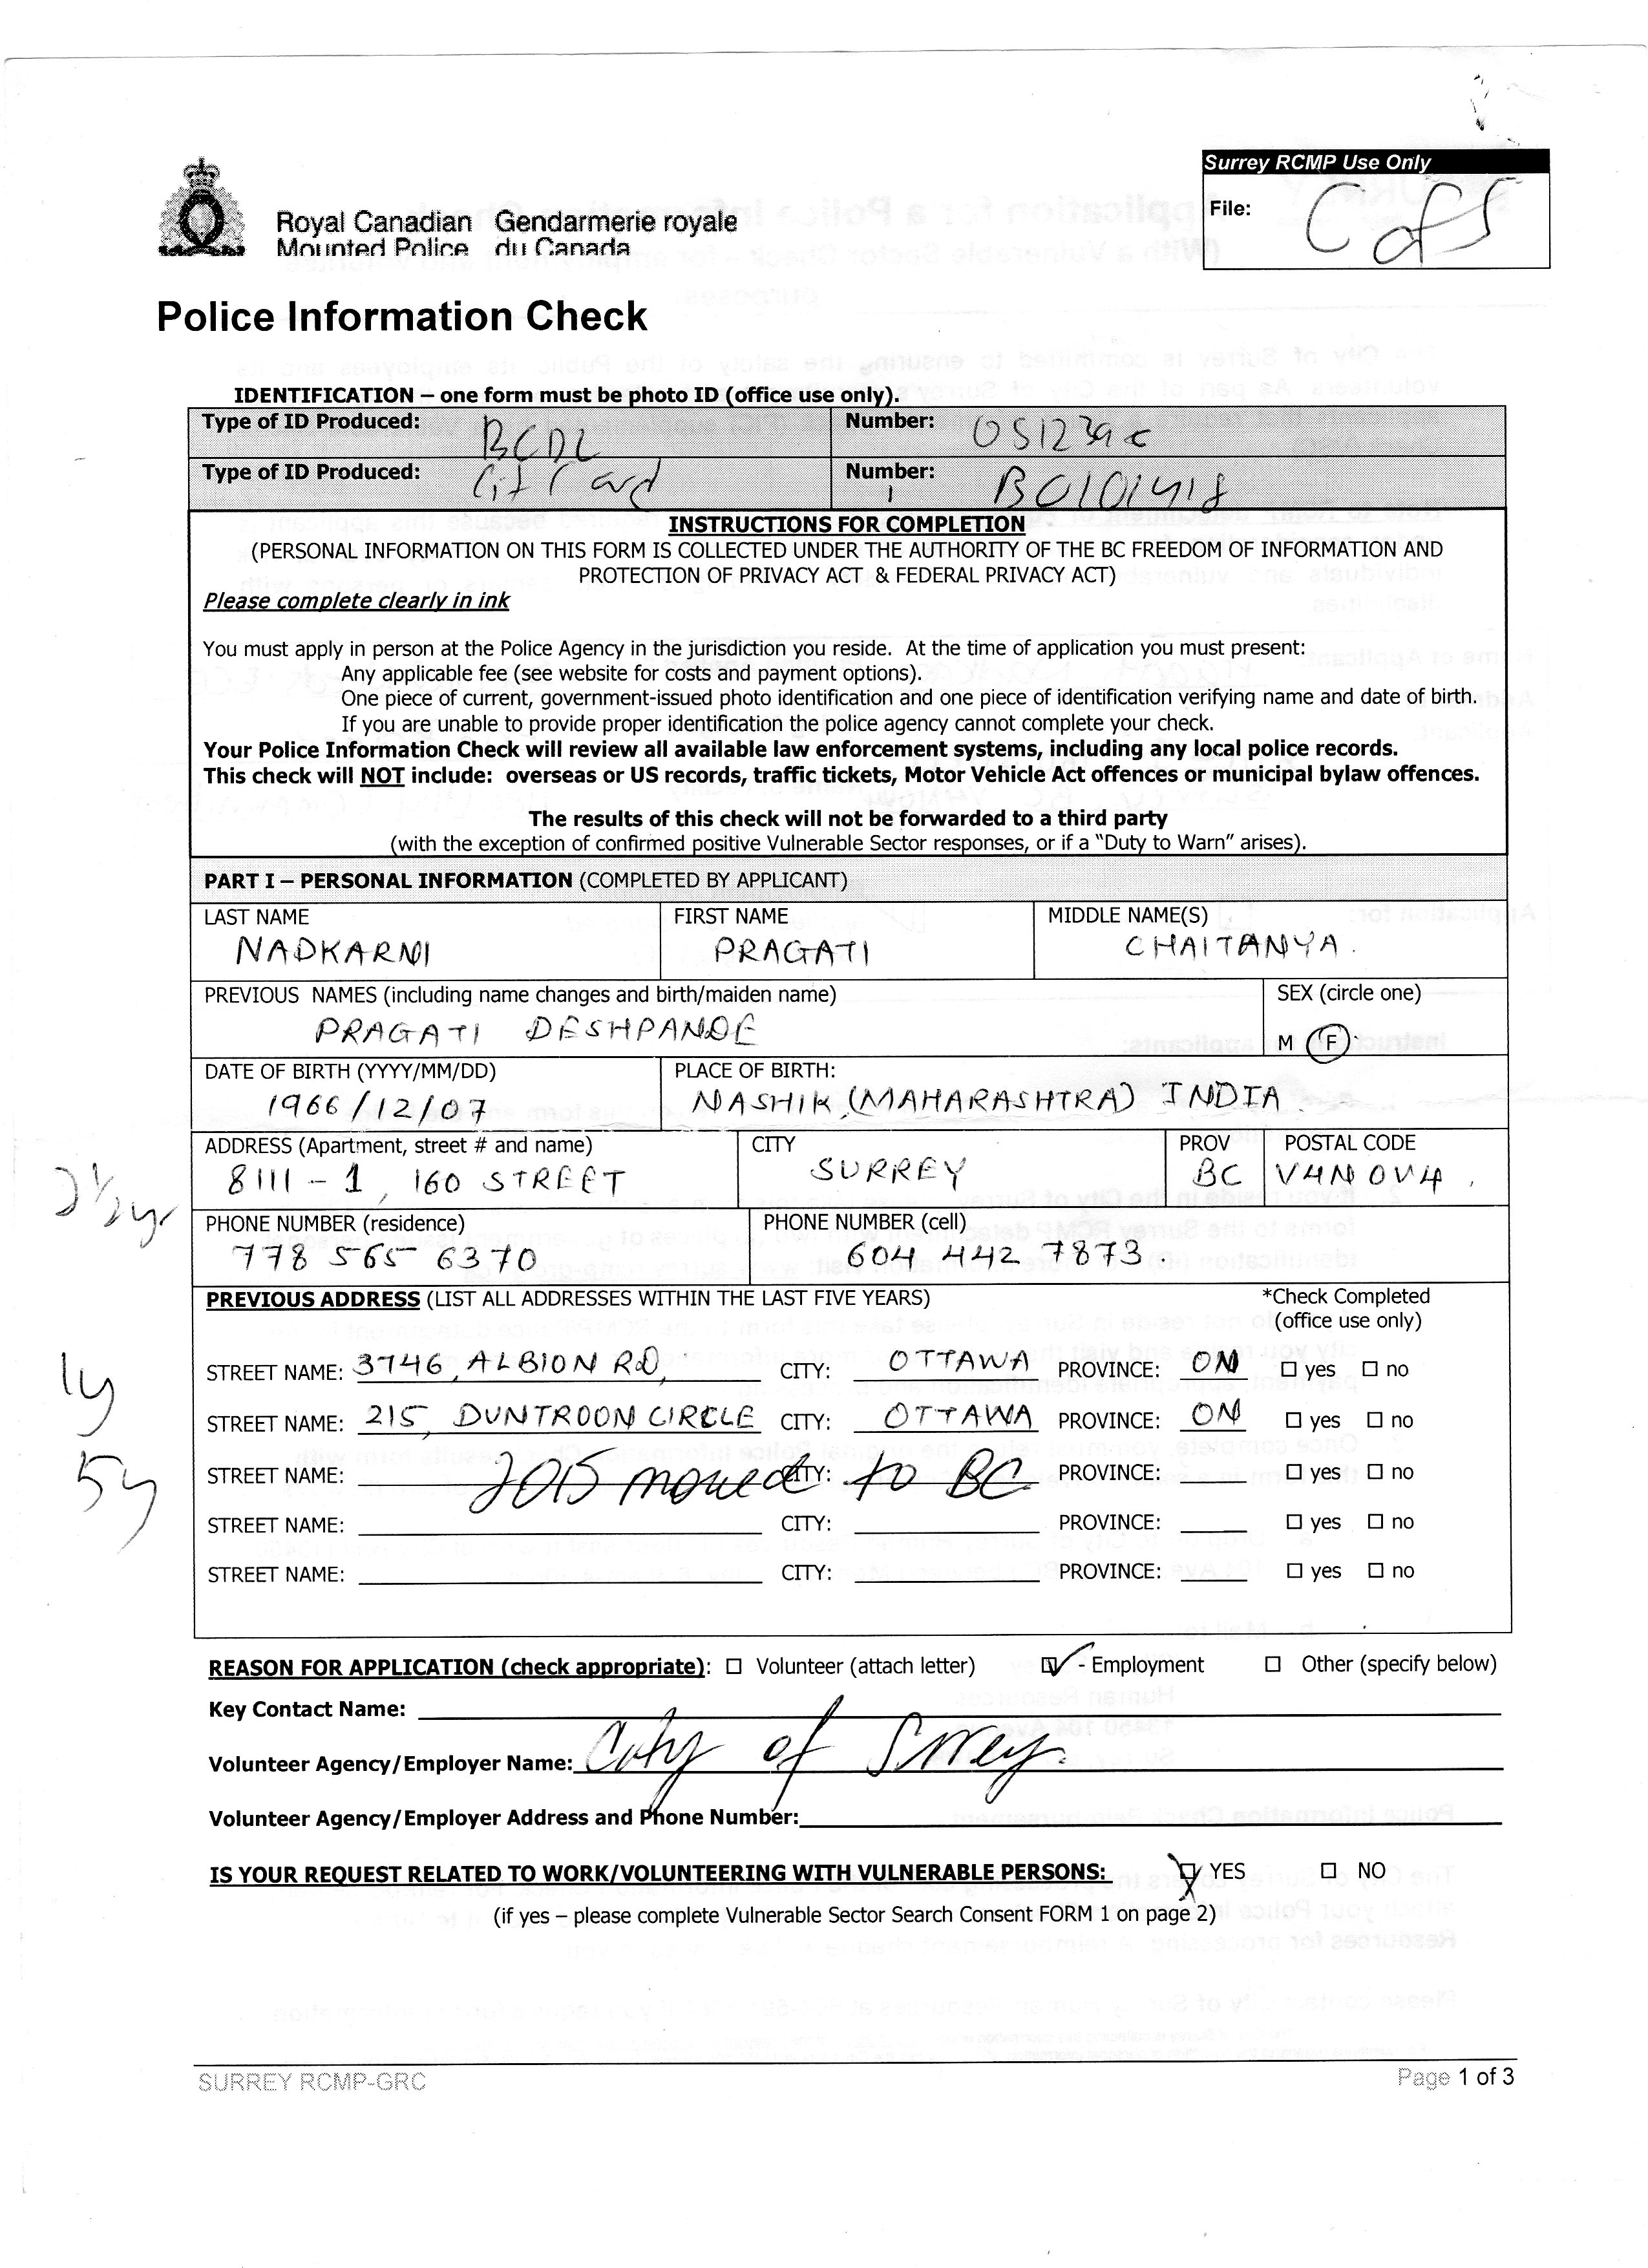 Surrey RCMP Use Only
File: C of S
Royal Canadian Gendarmerie royale
Mounted Police du Canada
Police Information Check
IDENTIFICATION – one form must be photo ID (office use only).
Type of ID Produced: BCDL Number:
Type of ID Produced: Cit Card Number:
INSTRUCTIONS FOR COMPLETION
(PERSONAL INFORMATION ON THIS FORM IS COLLECTED UNDER THE AUTHORITY OF THE BC FREEDOM OF INFORMATION AND
PROTECTION OF PRIVACY ACT & FEDERAL PRIVACY ACT)
Please complete clearly in ink
You must apply in person at the Police Agency in the jurisdiction you reside. At the time of application you must present:
Any applicable fee (see website for costs and payment options).
One piece of current, government-issued photo identification and one piece of identification verifying name and date of birth.
If you are unable to provide proper identification the police agency cannot complete your check.
Your Police Information Check will review all available law enforcement systems, including any local police records.
This check will NOT include: overseas or US records, traffic tickets, Motor Vehicle Act offences or municipal bylaw offences.
The results of this check will not be forwarded to a third party
(with the exception of confirmed positive Vulnerable Sector responses, or if a “Duty to Warn” arises).
PART I – PERSONAL INFORMATION (COMPLETED BY APPLICANT)
LAST NAME FIRST NAME MIDDLE NAME(S)
NADKARNI PRAGATI CHAITANYA.
PREVIOUS NAMES (including name changes and birth/maiden name) SEX (circle one)
PRAGATI DESHPANDE M F
DATE OF BIRTH (YYYY/MM/DD) PLACE OF BIRTH:
1966/12/07 NASHIK (MAHARASHTRA) INDIA
ADDRESS (Apartment, street # and name) CITY PROV POSTAL CODE
8111 - 1, 160 STREET SURREY BC V4N 0V4
2½yr
PHONE NUMBER (residence) PHONE NUMBER (cell)
778 565 6370 604 442 7873
PREVIOUS ADDRESS (LIST ALL ADDRESSES WITHIN THE LAST FIVE YEARS) *Check Completed
(office use only)
1y STREET NAME: 3746, ALBION RD, CITY: OTTAWA PROVINCE: ON yes no
STREET NAME: 215, DUNTROON CIRCLE CITY: OTTAWA PROVINCE: ON yes no
5y STREET NAME: 2015 moved CITY: to BC PROVINCE: yes no
STREET NAME: CITY: PROVINCE: yes no
STREET NAME: CITY: PROVINCE: yes no
REASON FOR APPLICATION (check appropriate): Volunteer (attach letter) - Employment Other (specify below)
Key Contact Name:
Volunteer Agency/Employer Name: City of Surrey
Volunteer Agency/Employer Address and Phone Number:
IS YOUR REQUEST RELATED TO WORK/VOLUNTEERING WITH VULNERABLE PERSONS: YES NO
(if yes – please complete Vulnerable Sector Search Consent FORM 1 on page 2)
SURREY RCMP-GRC Page 1 of 3